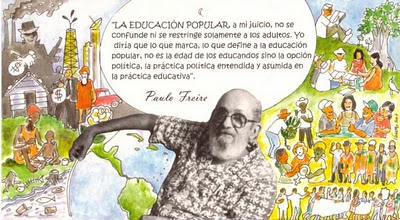 "LA EDUCACIÓN POPULAR, a mi juicio, no se
confunde ni se restringe solamente a los adultos. Yo
diría que lo que marca, lo que define a la educación
popular, no es la edad de los educandos sino la opción
política, la práctica política entendida y asumida en
la práctica educativa".
Paulo Freire
$
$